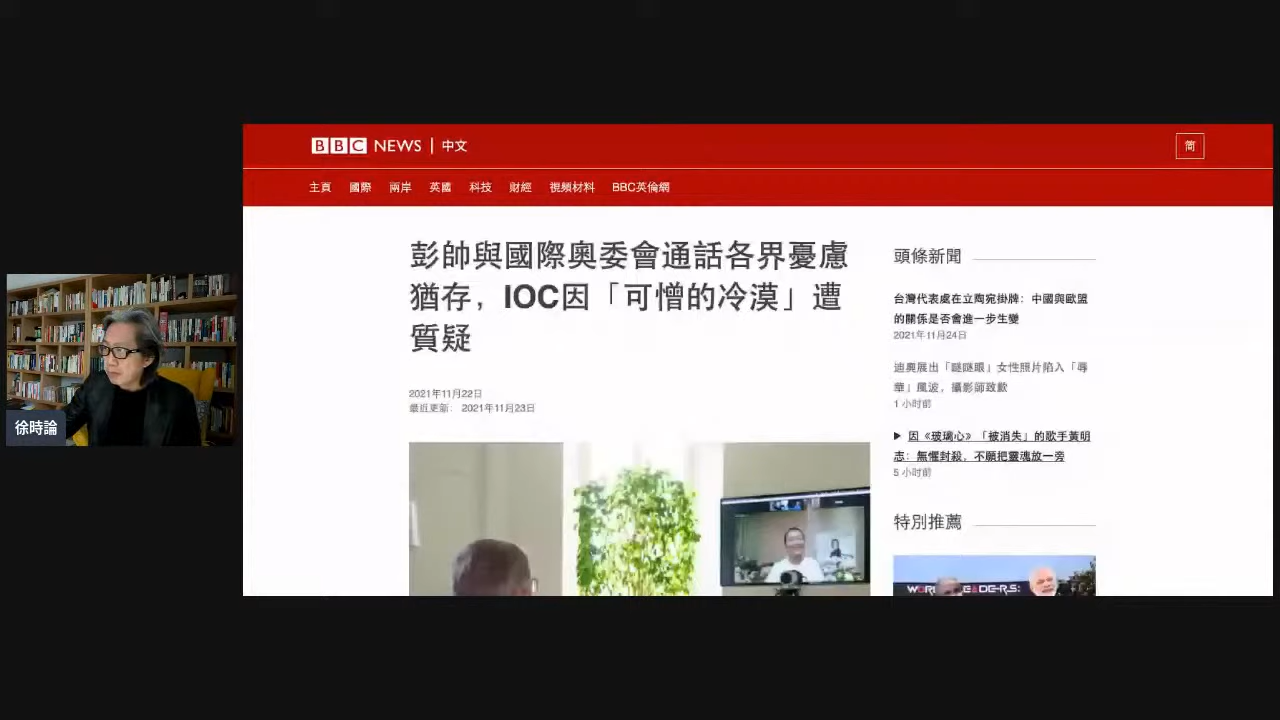 BBC NEWS | 中文
简
主頁 國際 兩岸 英國 科技 財經 視頻材料 BBC英倫網
彭帥與國際奧委會通話各界憂慮
猶存，IOC因「可憎的冷漠」遭
質疑
2021年11月22日
最近更新： 2021年11月23日
頭條新聞
台灣代表處在立陶宛掛牌：中國與歐盟
的關係是否會進一步生變
2021年11月24日
迪奧展出「瞇瞇眼」女性照片陷入「辱
華」風波，攝影師致歉
1 小时前
因《玻璃心》「被消失」的歌手黃明
志：無懼封殺，不願把靈魂放一旁
5 小时前
特別推薦
徐時論